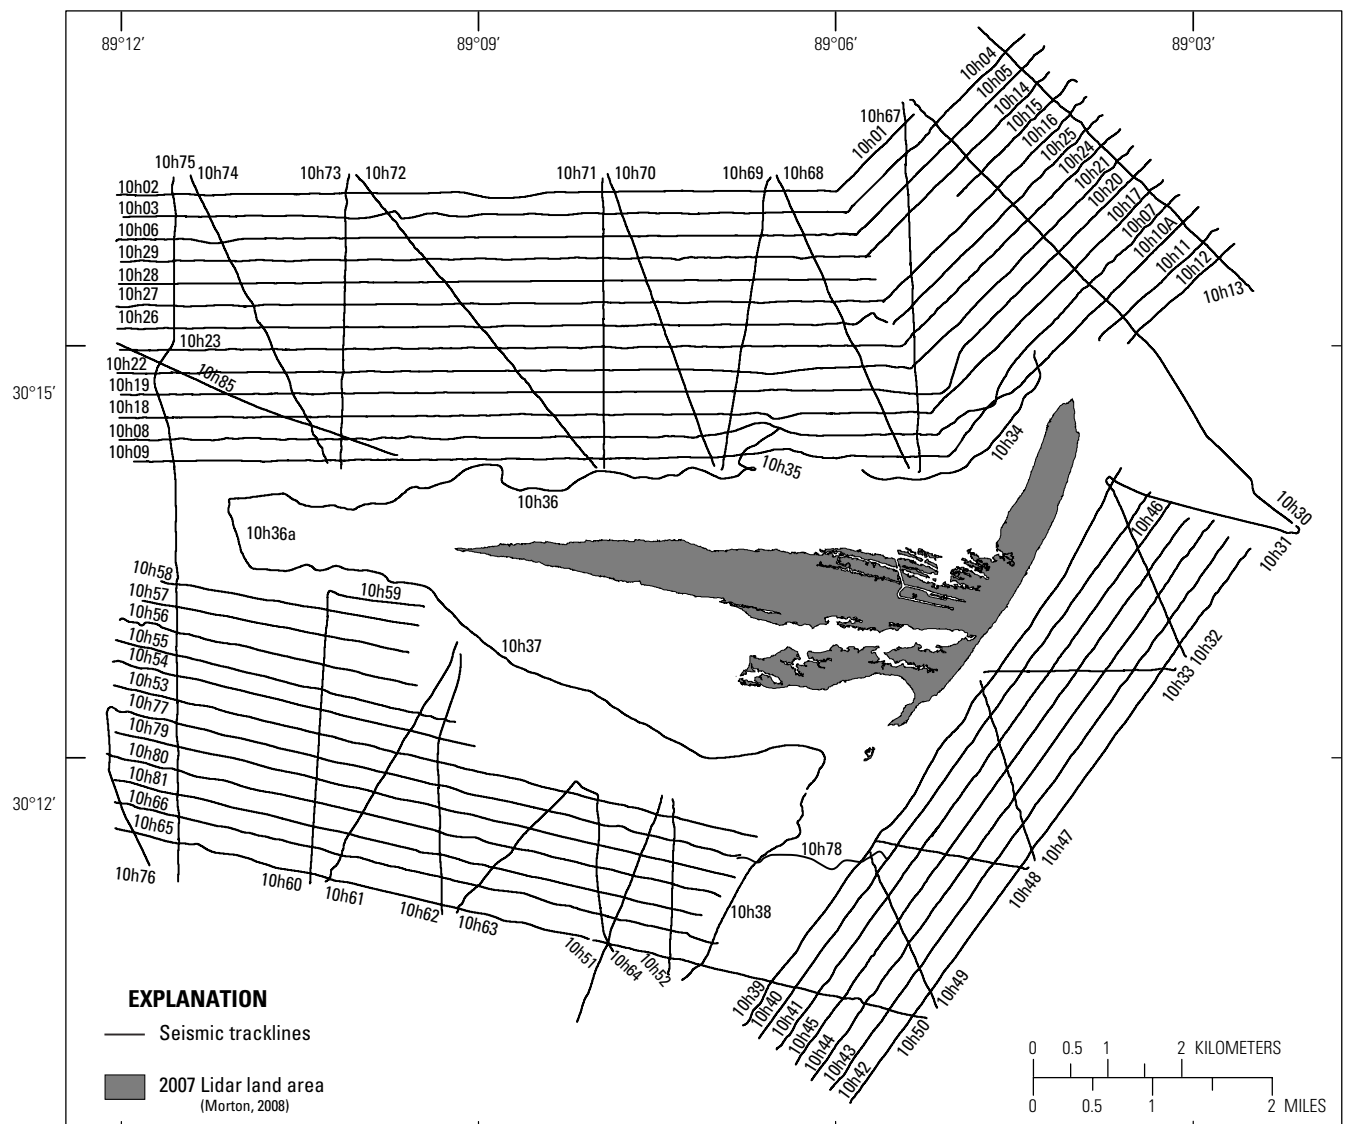 89°12′ 89°09′ 89°06′ 89°03′
10h04
10h05
10h14
10h15
10h16
10h25
10h24
10h21
10h20
10h17
10h07
10h10A
10h11
10h12
10h13
10h67
10h01
10h75 10h74 10h73 10h72 10h71 10h70 10h69 10h68
10h02
10h03
10h06
10h29
10h28
10h27
10h26
10h23
10h22
10h85
30°15′
10h19
10h18
10h08
10h09
10h34
10h35
10h36
10h36a
10h46
10h30
10h31
10h58
10h57
10h59
10h56
10h55
10h54
10h53
10h77
10h79
10h80
10h81
10h66
10h65
10h37
10h32
10h33
30°12′
10h76
10h60
10h61
10h62
10h63
10h78
10h38
10h47
10h48
10h51
10h64
10h52
10h39
10h40
10h41
10h45
10h44
10h43
10h42
10h49
10h50
EXPLANATION
Seismic tracklines
2007 Lidar land area
(Morton, 2008)
0 0.5 1 2 KILOMETERS
0 0.5 1 2 MILES